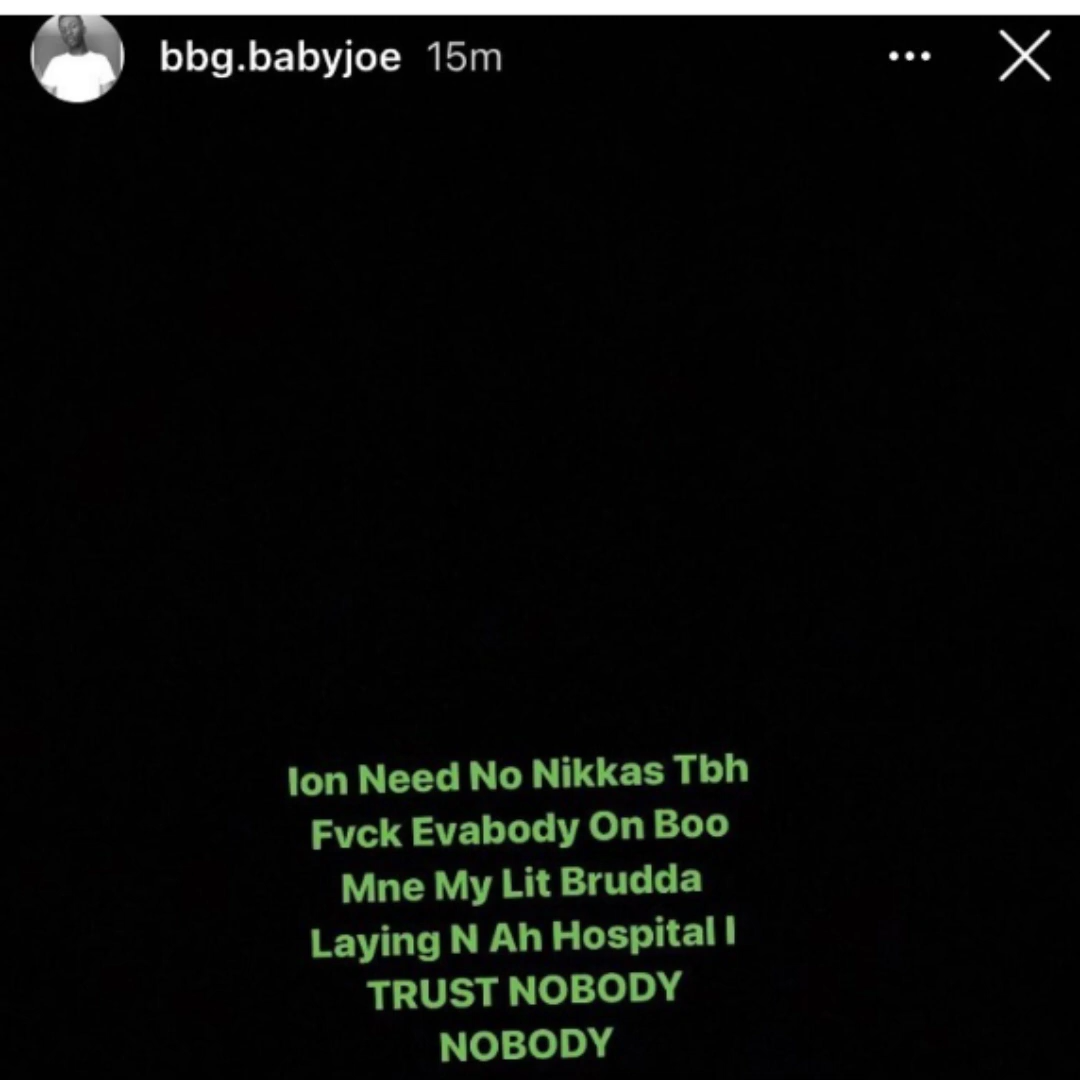 bbg.babyjoe 15m
Ion Need No Nikkas Tbh
Fvck Evabody On Boo
Mne My Lit Brudda
Laying N Ah Hospital I
TRUST NOBODY
NOBODY